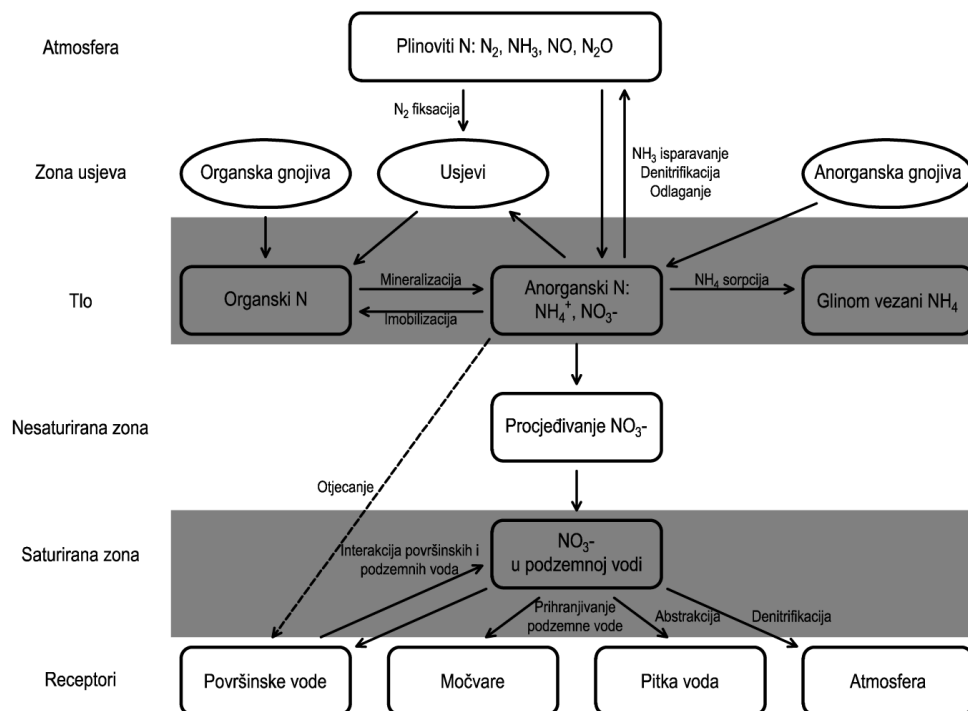 Atmosfera
Plinoviti N: N₂, NH₃, NO, N₂O
N₂ fiksacija
NH₃ isparavanje
Denitrifikacija
Odlaganje
Zona usjeva
Organska gnojiva
Usjevi
Anorganska gnojiva
Tlo
Organski N
Mineralizacija
Imobilizacija
Anorganski N:
NH₄⁺, NO₃-
NH₄ sorpcija
Glinom vezani NH₄
Nesaturirana zona
Procjeđivanje NO₃-
Otjecanje
Saturirana zona
Interakcija površinskih i
podzemnih voda
NO₃-
u podzemnoj vodi
Prihranjivanje
podzemne vode
Abstrakcija
Denitrifikacija
Receptori
Površinske vode
Močvare
Pitka voda
Atmosfera